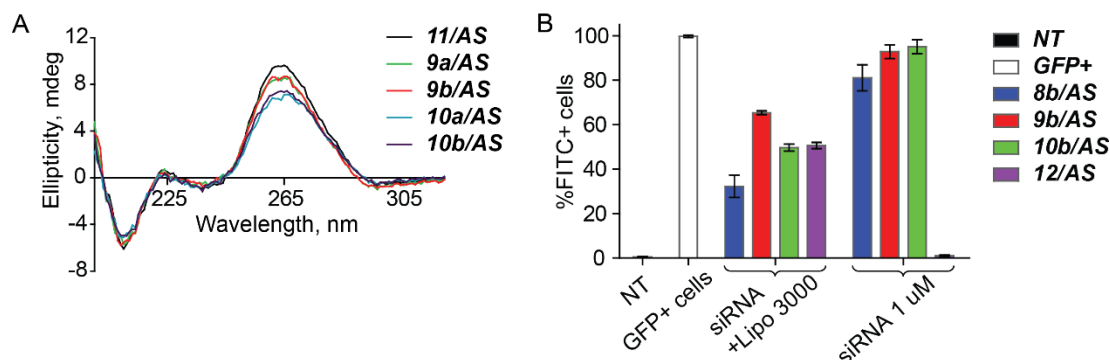 A
Ellipticity, mdeg
12
8
4
0
-4
-8
225
265
305
Wavelength, nm
11/AS
9a/AS
9b/AS
10a/AS
10b/AS
B
%FITC+ cells
100
80
60
40
20
0
NT
GFP+ cells
siRNA
+Lipo 3000
siRNA 1 uM
NT
GFP+
8b/AS
9b/AS
10b/AS
12/AS